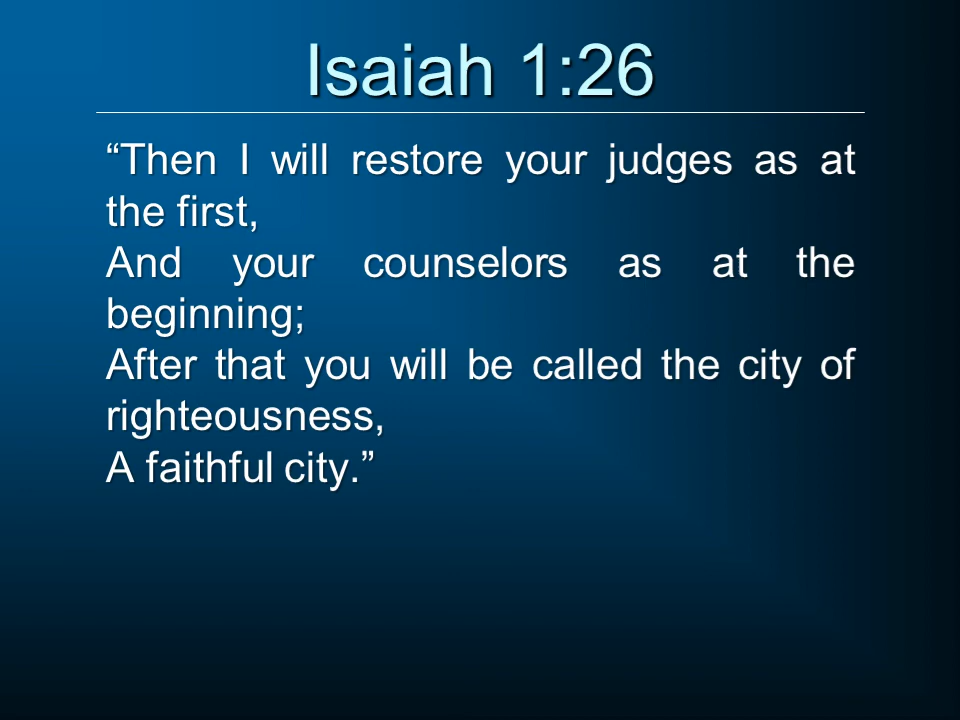 Isaiah 1:26
“Then I will restore your judges as at
the first,
And your counselors as at the
beginning;
After that you will be called the city of
righteousness,
A faithful city.”